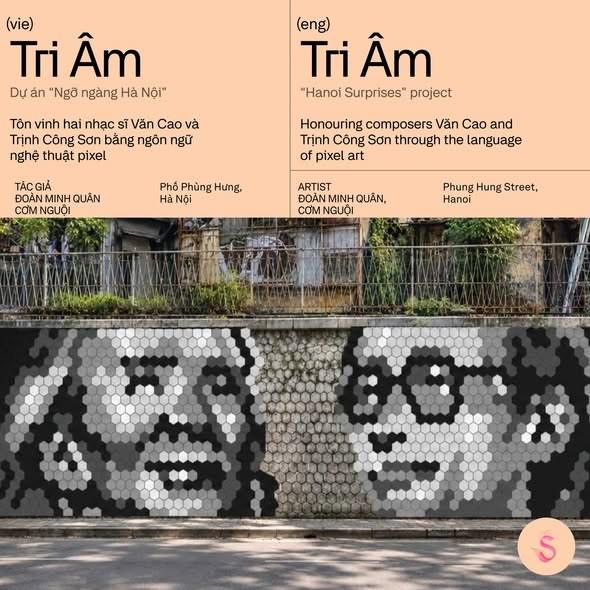 (vie)
Tri Âm
Dự án “Ngỡ ngàng Hà Nội”
Tôn vinh hai nhạc sĩ Văn Cao và
Trịnh Công Sơn bằng ngôn ngữ
nghệ thuật pixel
TÁC GIẢ
ĐOÀN MINH QUÂN
CƠM NGUỘI
Phố Phùng Hưng,
Hà Nội
(eng)
Tri Âm
“Hanoi Surprises” project
Honouring composers Văn Cao and
Trịnh Công Sơn through the language
of pixel art
ARTIST
ĐOÀN MINH QUÂN,
CƠM NGUỘI
Phung Hung Street,
Hanoi
S